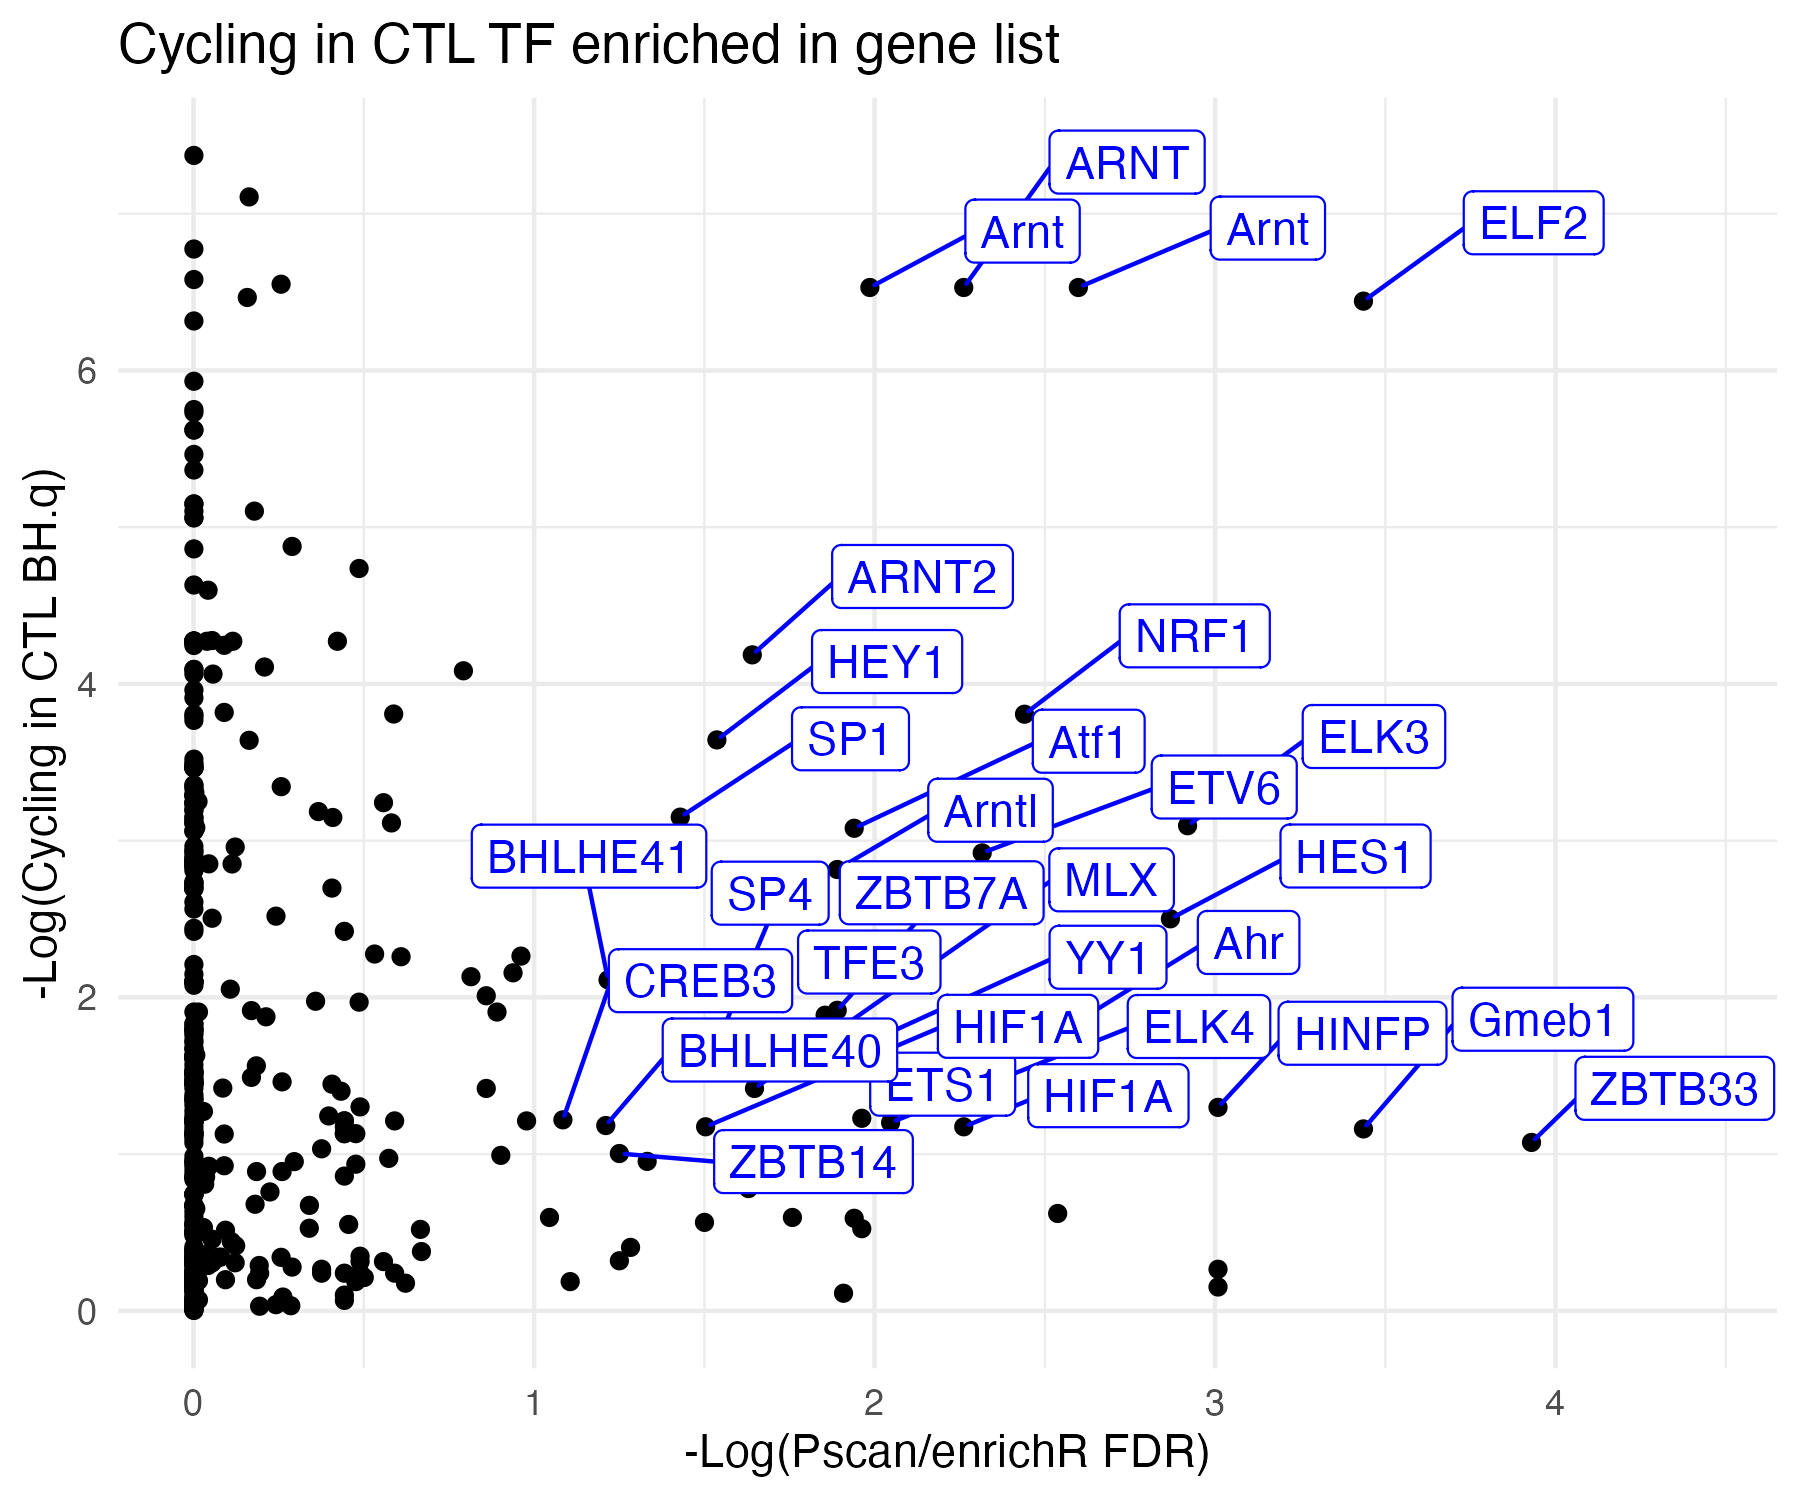 Cycling in CTL TF enriched in gene list
ARNT
Arnt
Arnt
ELF2
6
ARNT2
NRF1
HEY1
4
SP1
Atf1
ELK3
ETV6
Arntl
BHLHE41
HES1
SP4
ZBTB7A
MLX
Ahr
YY1
TFE3
CREB3
2
HIF1A
ELK4
HINFP
Gmeb1
BHLHE40
ETS1
HIF1A
ZBTB33
ZBTB14
0
-Log(Cycling in CTL BH.q)
0 1 2 3 4
-Log(Pscan/enrichR FDR)